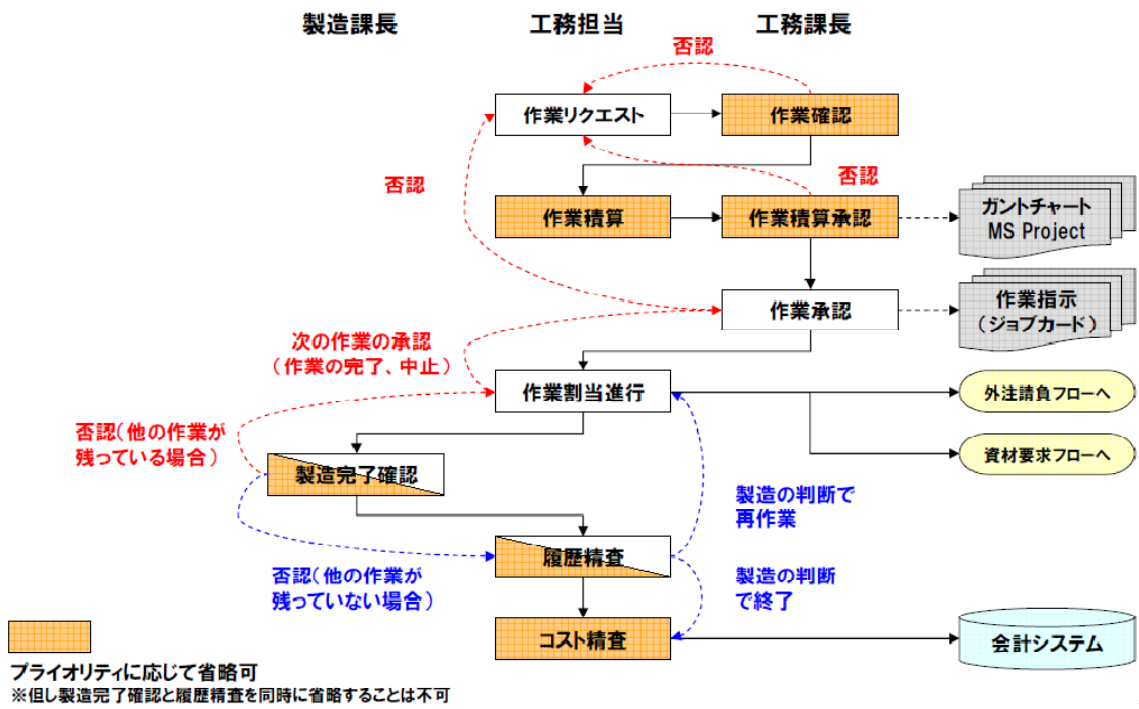 製造課長
工務担当
工務課長
否認
作業リクエスト
作業確認
否認
否認
作業積算
作業積算承認
ガントチャート
MS Project
作業承認
作業指示
(ジョブカード)
次の作業の承認
(作業の完了、中止)
作業割当進行
外注請負フローへ
否認(他の作業が
残っている場合)
資材要求フローへ
製造完了確認
製造の判断で
再作業
履歴精査
否認(他の作業が
残っていない場合)
製造の判断
で終了
コスト精査
会計システム
プライオリティに応じて省略可
※但し製造完了確認と履歴精査を同時に省略することは不可